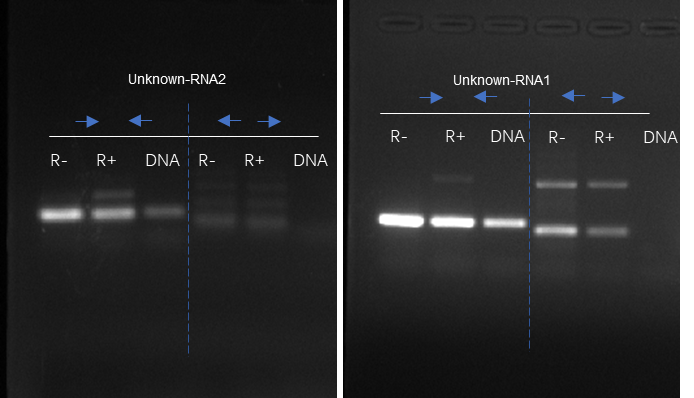 Unknown-RNA2
R- R+ DNA R- R+ DNA
Unknown-RNA1
R- R+ DNA R- R+ DNA